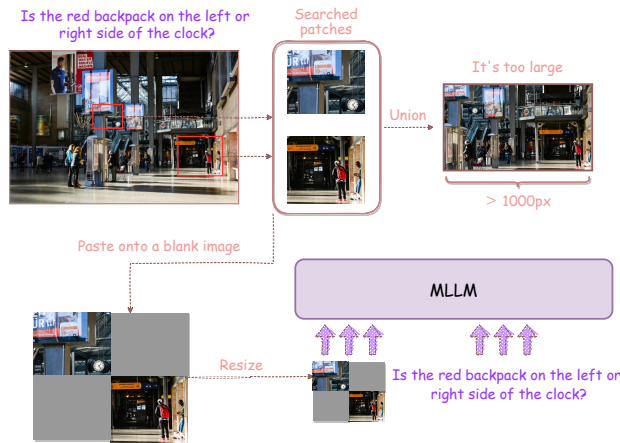 Is the red backpack on the left or
right side of the clock?
Searched
patches
It's too large
Union
> 1000px
Paste onto a blank image
MLLM
Resize
Is the red backpack on the left or
right side of the clock?